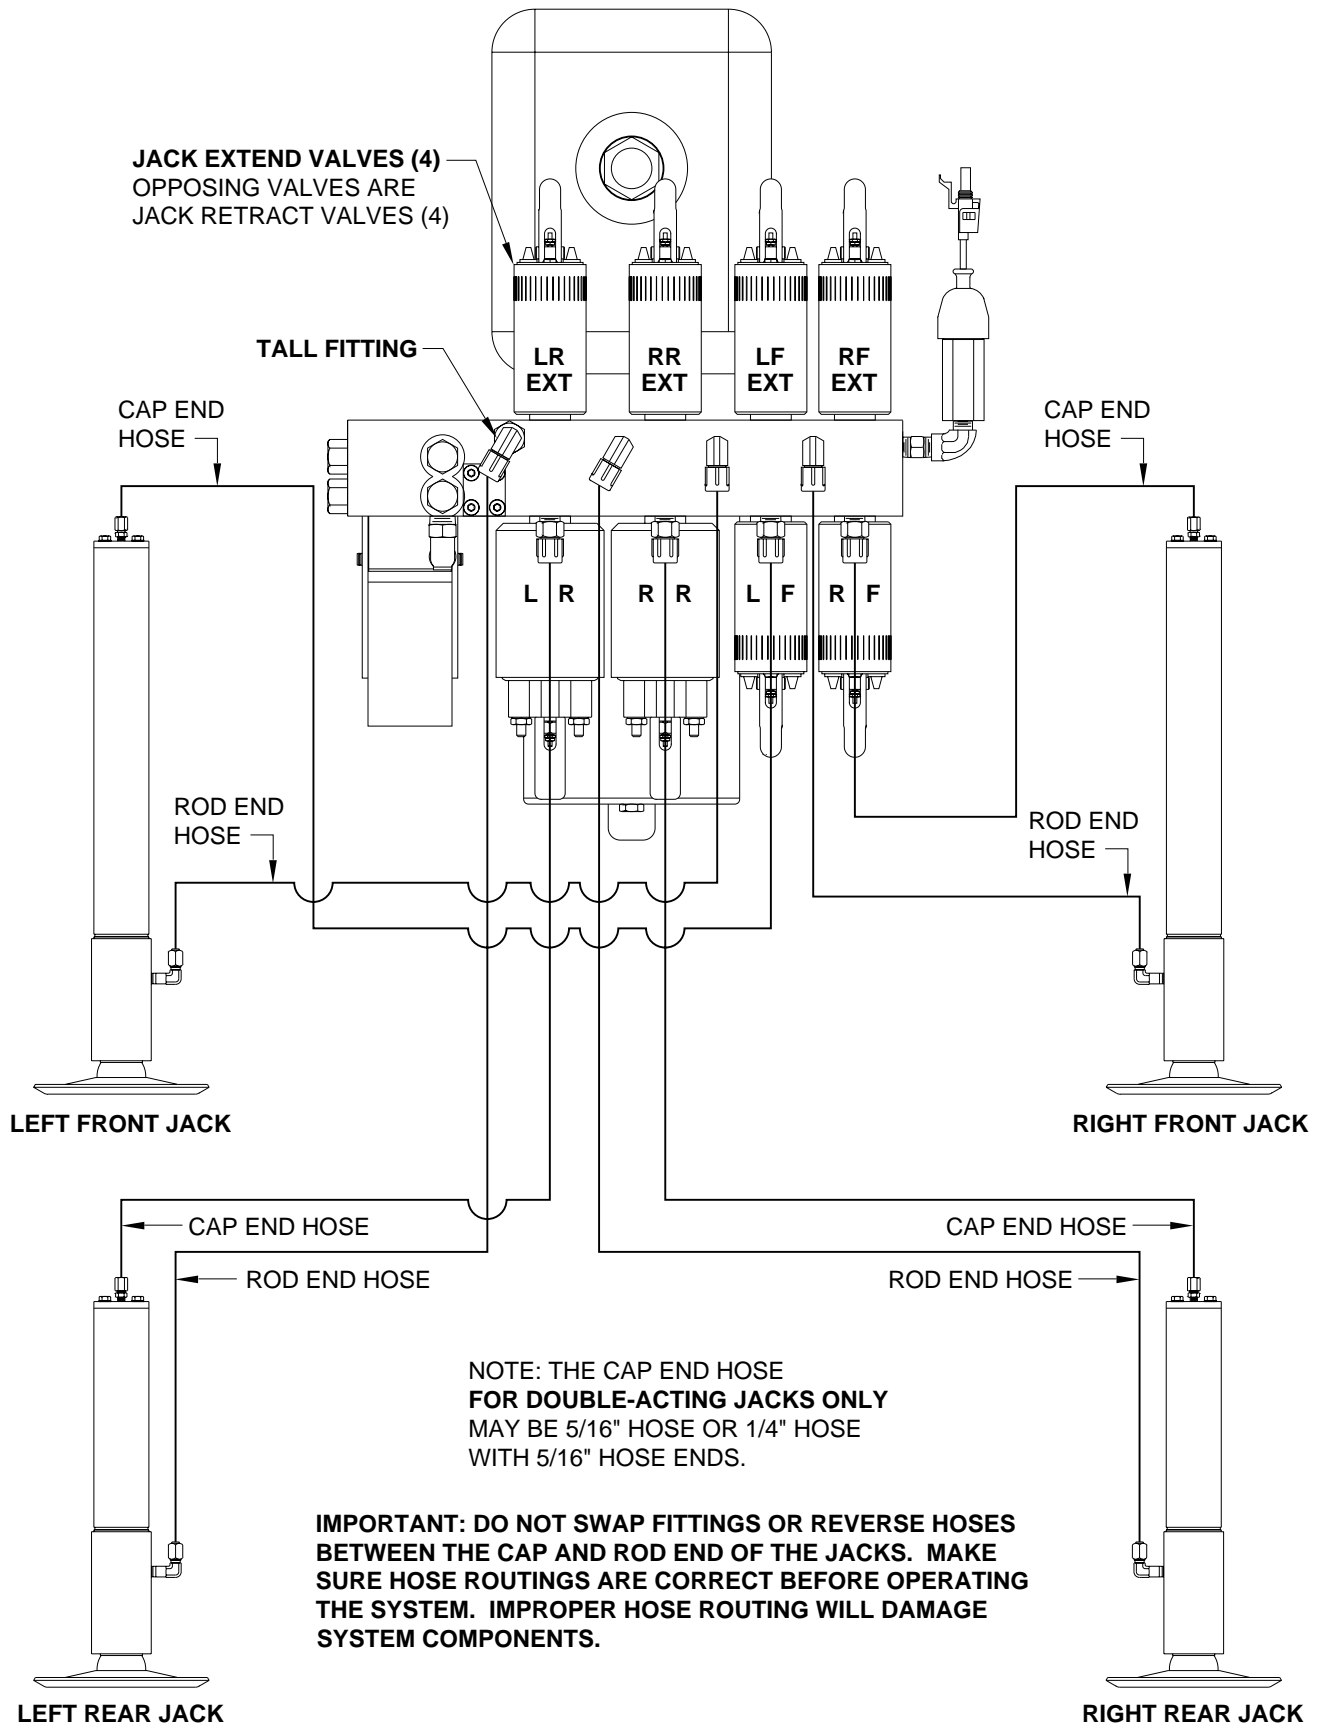 JACK EXTEND VALVES (4)
OPPOSING VALVES ARE
JACK RETRACT VALVES (4)
TALL FITTING
LR
EXT
RR
EXT
LF
EXT
RF
EXT
CAP END
HOSE
CAP END
HOSE
L R
R R
L F
R F
ROD END
HOSE
ROD END
HOSE
LEFT FRONT JACK
RIGHT FRONT JACK
CAP END HOSE
CAP END HOSE
ROD END HOSE
ROD END HOSE
NOTE: THE CAP END HOSE
FOR DOUBLE-ACTING JACKS ONLY
MAY BE 5/16" HOSE OR 1/4" HOSE
WITH 5/16" HOSE ENDS.
IMPORTANT: DO NOT SWAP FITTINGS OR REVERSE HOSES
BETWEEN THE CAP AND ROD END OF THE JACKS.  MAKE
SURE HOSE ROUTINGS ARE CORRECT BEFORE OPERATING
THE SYSTEM.  IMPROPER HOSE ROUTING WILL DAMAGE
SYSTEM COMPONENTS.
LEFT REAR JACK
RIGHT REAR JACK